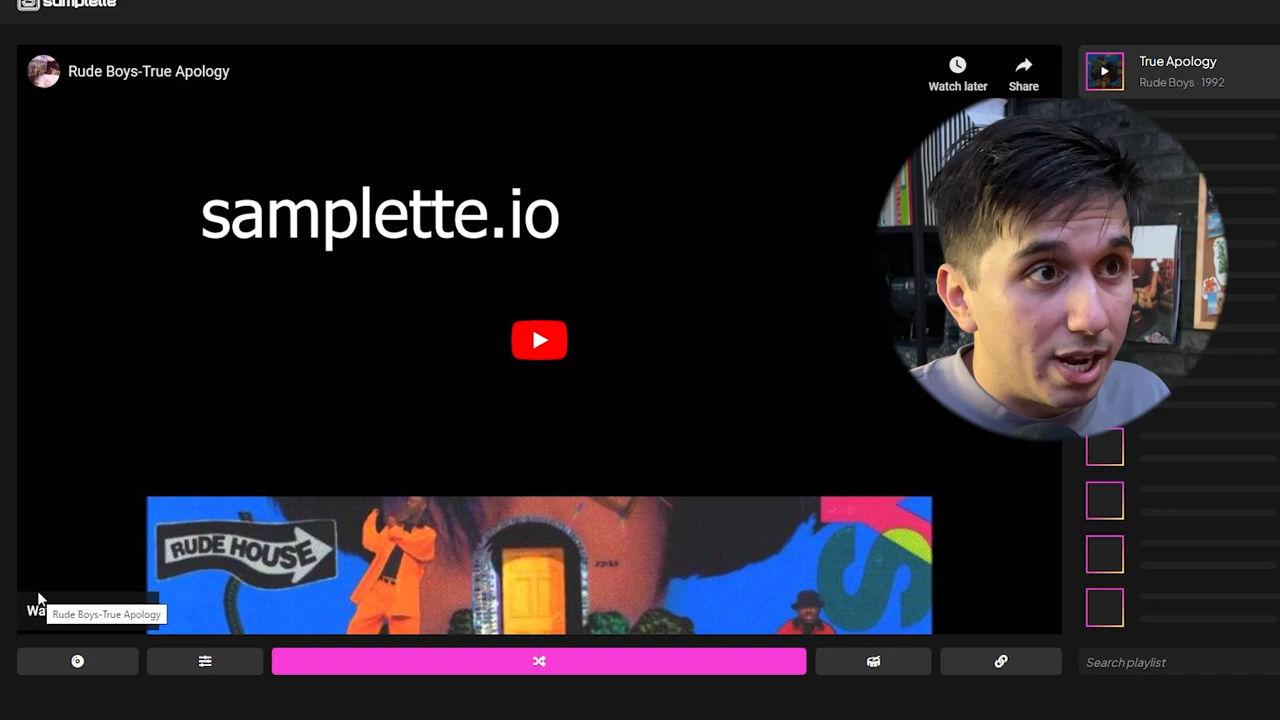 samplette
Rude Boys-True Apology
Watch later
Share
True Apology
Rude Boys · 1992
samplette.io
RUDE HOUSE
Rude Boys-True Apology
Search playlist